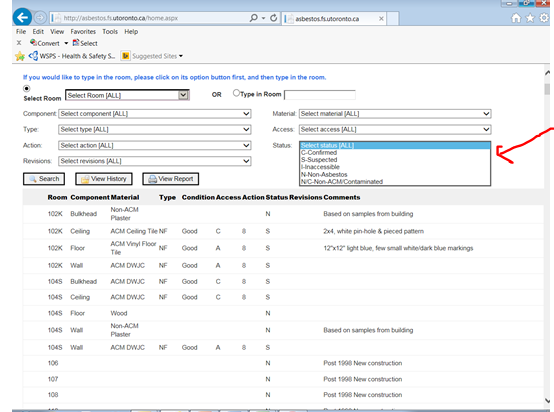 http://asbestos.fs.utoronto.ca/home.aspx
asbestos.fs.utoronto.ca
File Edit View Favorites Tools Help
x Convert Select
WSPS - Health & Safety S... Suggested Sites
If you would like to type in the room, please click on its option button first, and then type in the room.
Select Room Select Room [ALL] OR Type in Room
Component: Select component [ALL] Material: Select material [ALL]
Type: Select type [ALL] Access: Select access [ALL]
Action: Select action [ALL] Status: Select status [ALL]
C-Confirmed
S-Suspected
I-Inaccessible
N-Non-Asbestos
N/C-Non-ACM/Contaminated
Revisions: Select revisions [ALL]
Search View History View Report
Room Component Material Type Condition Access Action Status Revisions Comments
102K Bulkhead Non-ACM Plaster N Based on samples from building
102K Ceiling ACM Ceiling Tile NF Good C 8 S 2x4, white pin-hole & pieced pattern
102K Floor ACM Vinyl Floor Tile NF Good A 8 S 12"x12" light blue, few small white/dark blue markings
102K Wall ACM DWJC NF Good A 8 S
104S Bulkhead ACM DWJC NF Good C 8 S
104S Ceiling ACM DWJC NF Good C 8 S
104S Floor Wood N
104S Wall Non-ACM Plaster N Based on samples from building
104S Wall ACM DWJC NF Good A 8 S
106 N Post 1998 New construction
107 N Post 1998 New construction
108 N Post 1998 New construction